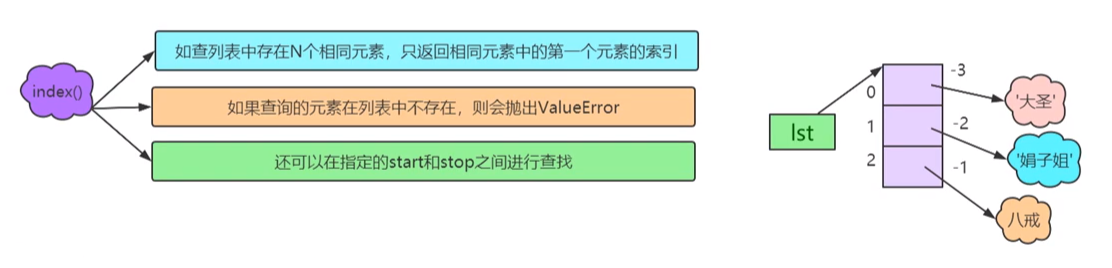 index()
如查列表中存在N个相同元素，只返回相同元素中的第一个元素的索引
如果查询的元素在列表中不存在，则会抛出ValueError
还可以在指定的start和stop之间进行查找
lst
0
1
2
-3
-2
-1
'大圣'
'娟子姐'
八戒